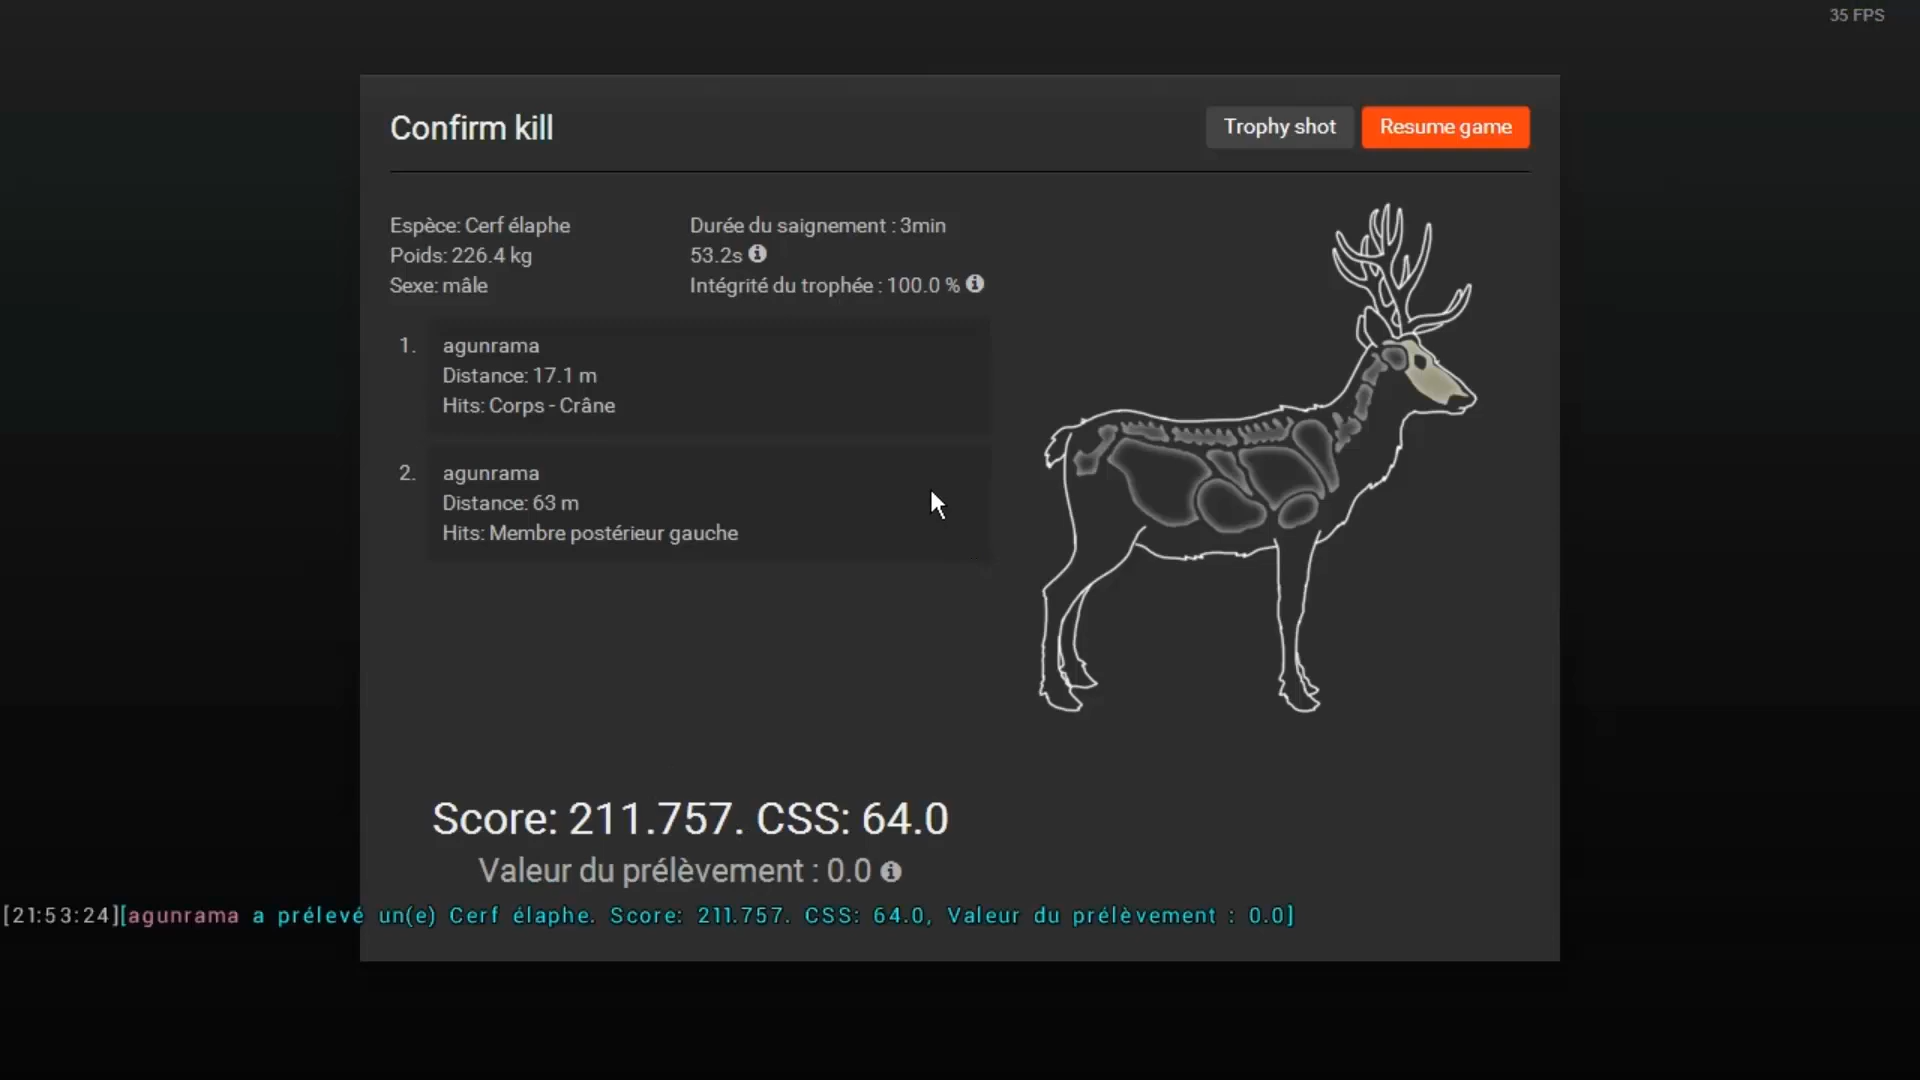 35 FPS
Confirm kill
Trophy shot
Resume game
Espèce: Cerf élaphe
Poids: 226.4 kg
Sexe: mâle
Durée du saignement : 3min
53.2s
Intégrité du trophée : 100.0 %
1.
agunrama
Distance: 17.1 m
Hits: Corps - Crâne
2.
agunrama
Distance: 63 m
Hits: Membre postérieur gauche
Score: 211.757. CSS: 64.0
Valeur du prélèvement : 0.0
[21:53:24][agunrama a prélevé un(e) Cerf élaphe. Score: 211.757. CSS: 64.0, Valeur du prélèvement : 0.0]